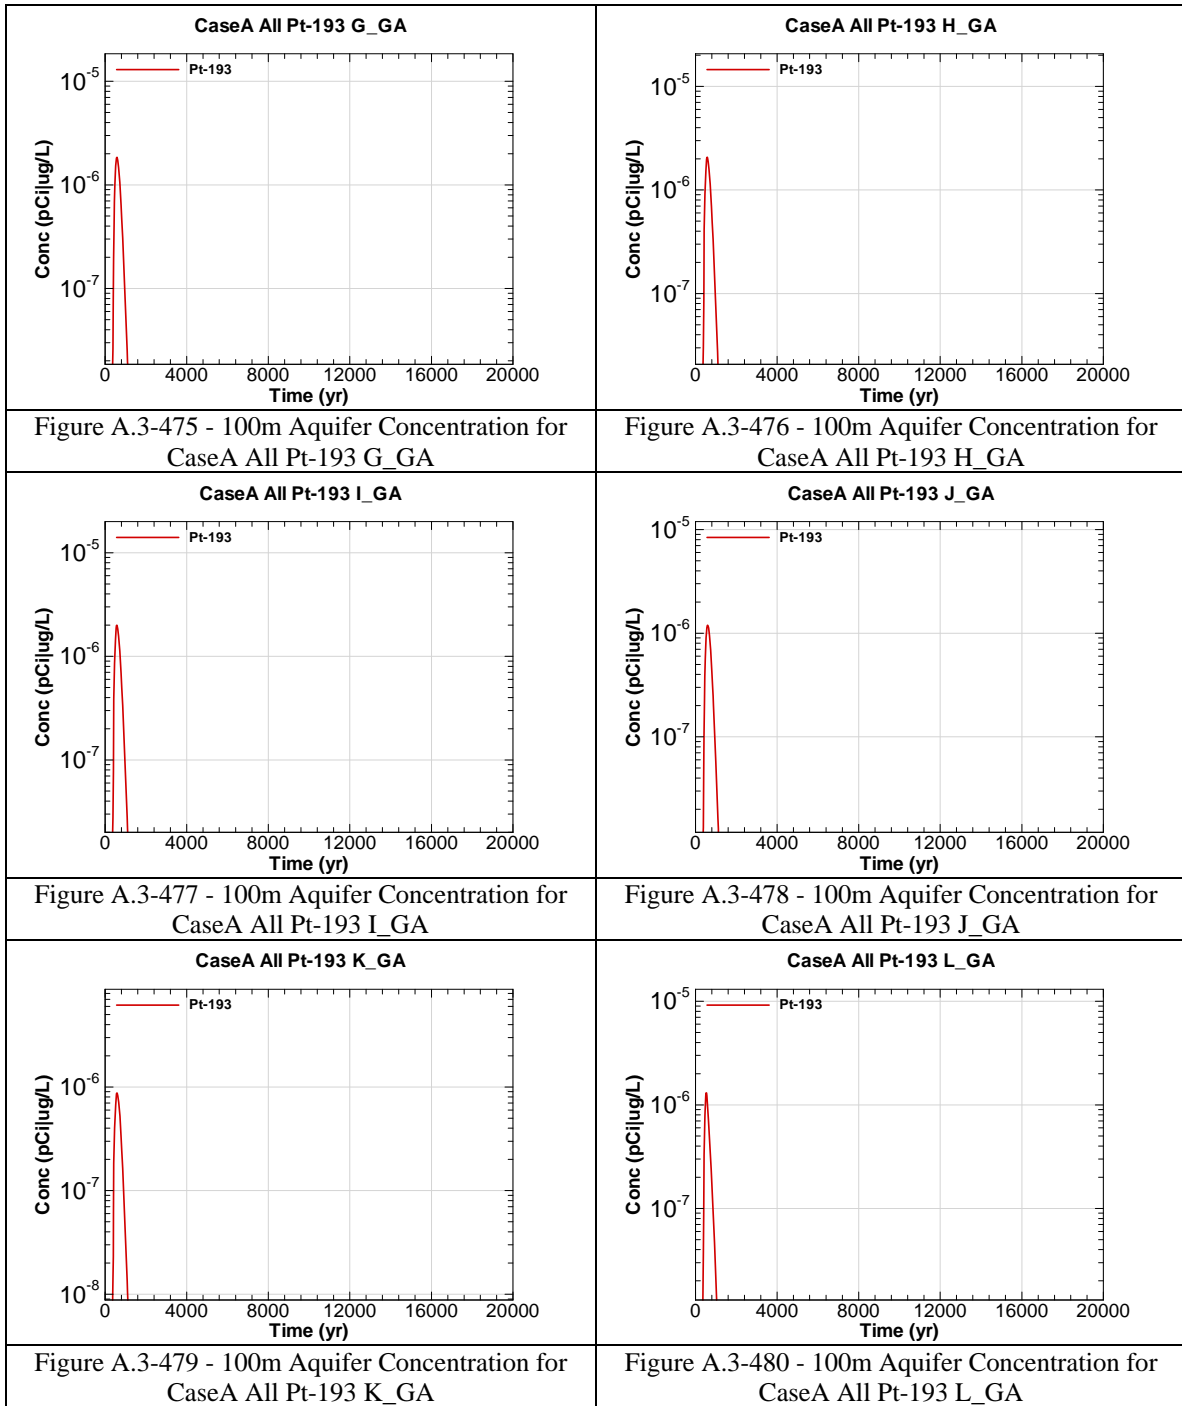 CaseA All Pt-193 G_GA
Pt-193
10^-5
10^-6
10^-7
Conc (pCi|ug/L)
0 4000 8000 12000 16000 20000
Time (yr)
Figure A.3-475 - 100m Aquifer Concentration for
CaseA All Pt-193 G_GA
CaseA All Pt-193 H_GA
Pt-193
10^-5
10^-6
10^-7
Conc (pCi|ug/L)
0 4000 8000 12000 16000 20000
Time (yr)
Figure A.3-476 - 100m Aquifer Concentration for
CaseA All Pt-193 H_GA
CaseA All Pt-193 I_GA
Pt-193
10^-5
10^-6
10^-7
Conc (pCi|ug/L)
0 4000 8000 12000 16000 20000
Time (yr)
Figure A.3-477 - 100m Aquifer Concentration for
CaseA All Pt-193 I_GA
CaseA All Pt-193 J_GA
Pt-193
10^-5
10^-6
10^-7
Conc (pCi|ug/L)
0 4000 8000 12000 16000 20000
Time (yr)
Figure A.3-478 - 100m Aquifer Concentration for
CaseA All Pt-193 J_GA
CaseA All Pt-193 K_GA
Pt-193
10^-6
10^-7
10^-8
Conc (pCi|ug/L)
0 4000 8000 12000 16000 20000
Time (yr)
Figure A.3-479 - 100m Aquifer Concentration for
CaseA All Pt-193 K_GA
CaseA All Pt-193 L_GA
Pt-193
10^-5
10^-6
10^-7
Conc (pCi|ug/L)
0 4000 8000 12000 16000 20000
Time (yr)
Figure A.3-480 - 100m Aquifer Concentration for
CaseA All Pt-193 L_GA